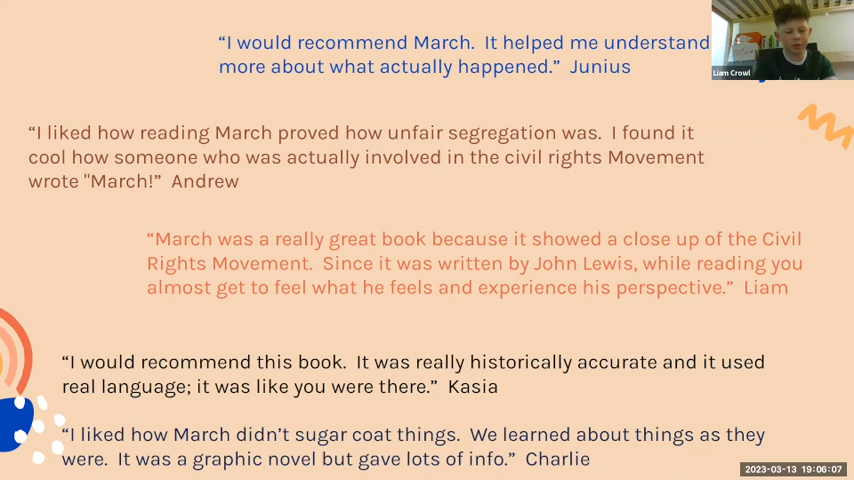 “I would recommend March.  It helped me understand
more about what actually happened.”  Junius
Liam Crowl
“I liked how reading March proved how unfair segregation was.  I found it
cool how someone who was actually involved in the civil rights Movement
wrote "March!”  Andrew
“March was a really great book because it showed a close up of the Civil
Rights Movement.  Since it was written by John Lewis, while reading you
almost get to feel what he feels and experience his perspective.”  Liam
“I would recommend this book.  It was really historically accurate and it used
real language; it was like you were there.”  Kasia
“I liked how March didn’t sugar coat things.  We learned about things as they
were.  It was a graphic novel but gave lots of info.”  Charlie
2023-03-13  19:06:07